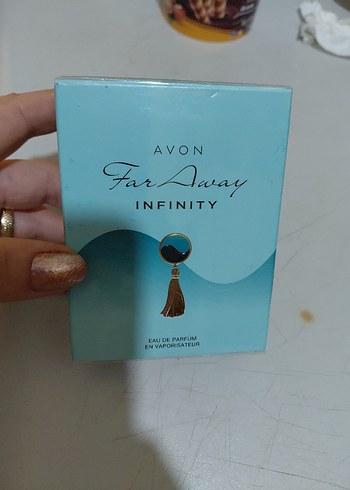 AVON
Far Away
INFINITY
EAU DE PARFUM
EN VAPORISATEUR